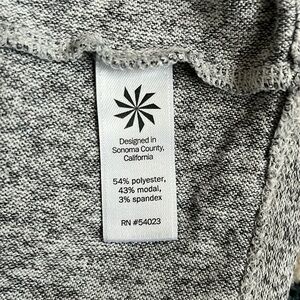 Designed in
Sonoma County,
California
54% polyester,
43% modal,
3% spandex
RN #54023